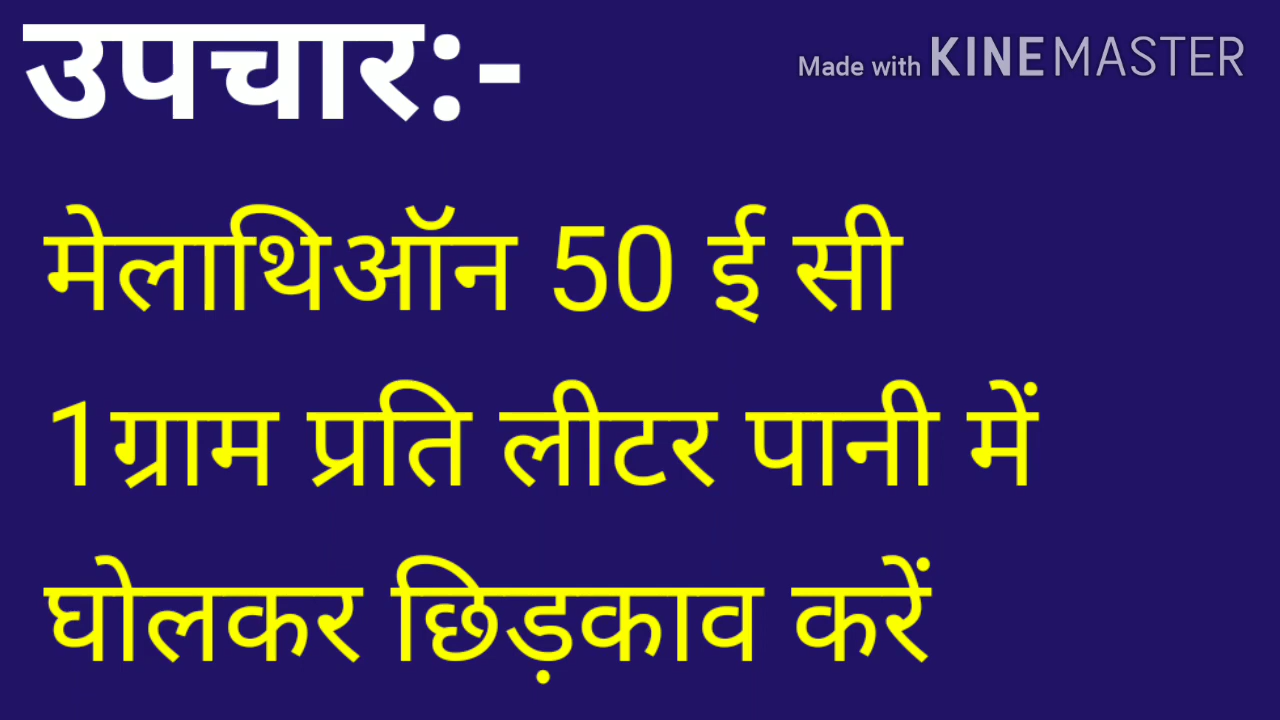 उपचार:-
Made with KINEMASTER
मेलाथिऑन 50 ई सी
1ग्राम प्रति लीटर पानी में
घोलकर छिड़काव करें